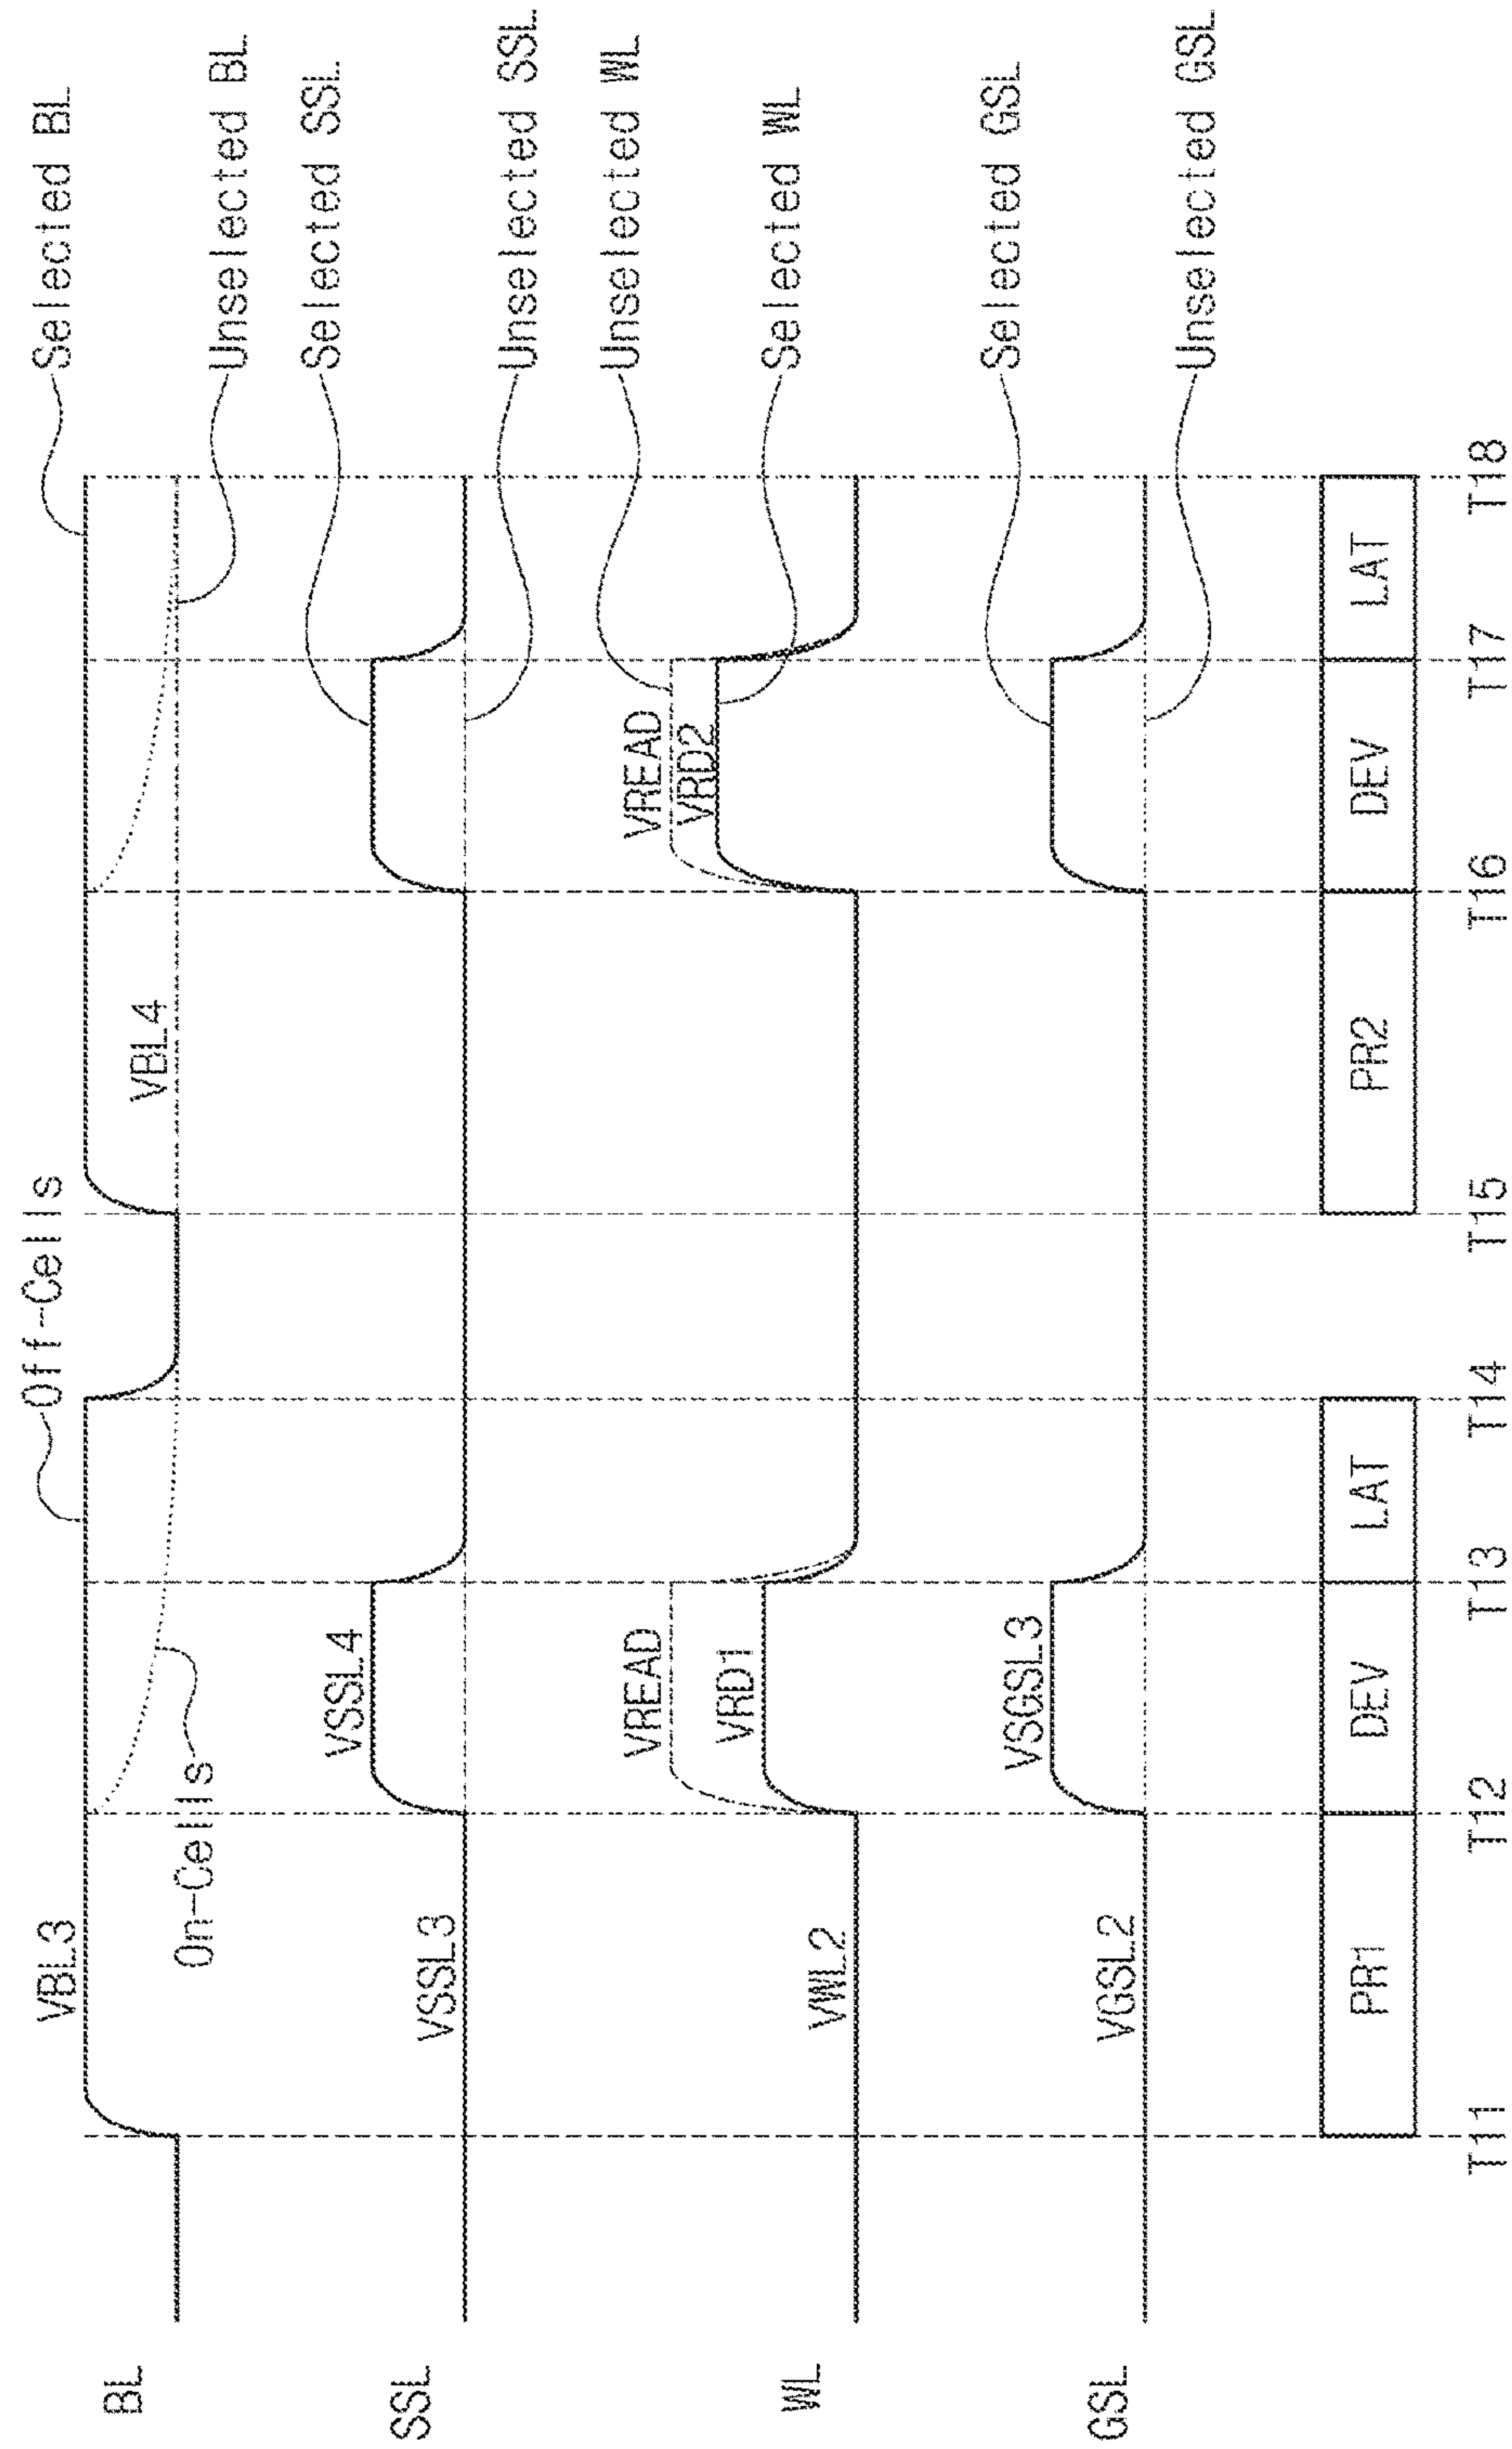 BL
VBL3
Off-Cells
On-Cells
VBL4
Selected BL
Unselected BL
SSL
VSSL3
VSSL4
Selected SSL
Unselected SSL
WL
VWL2
VREAD
VRD1
VREAD
VRD2
Unselected WL
Selected WL
GSL
VGSL2
VSGSL3
Selected GSL
Unselected GSL
PR1 DEV LAT PR2 DEV LAT
T11 T12 T13 T14 T15 T16 T17 T18